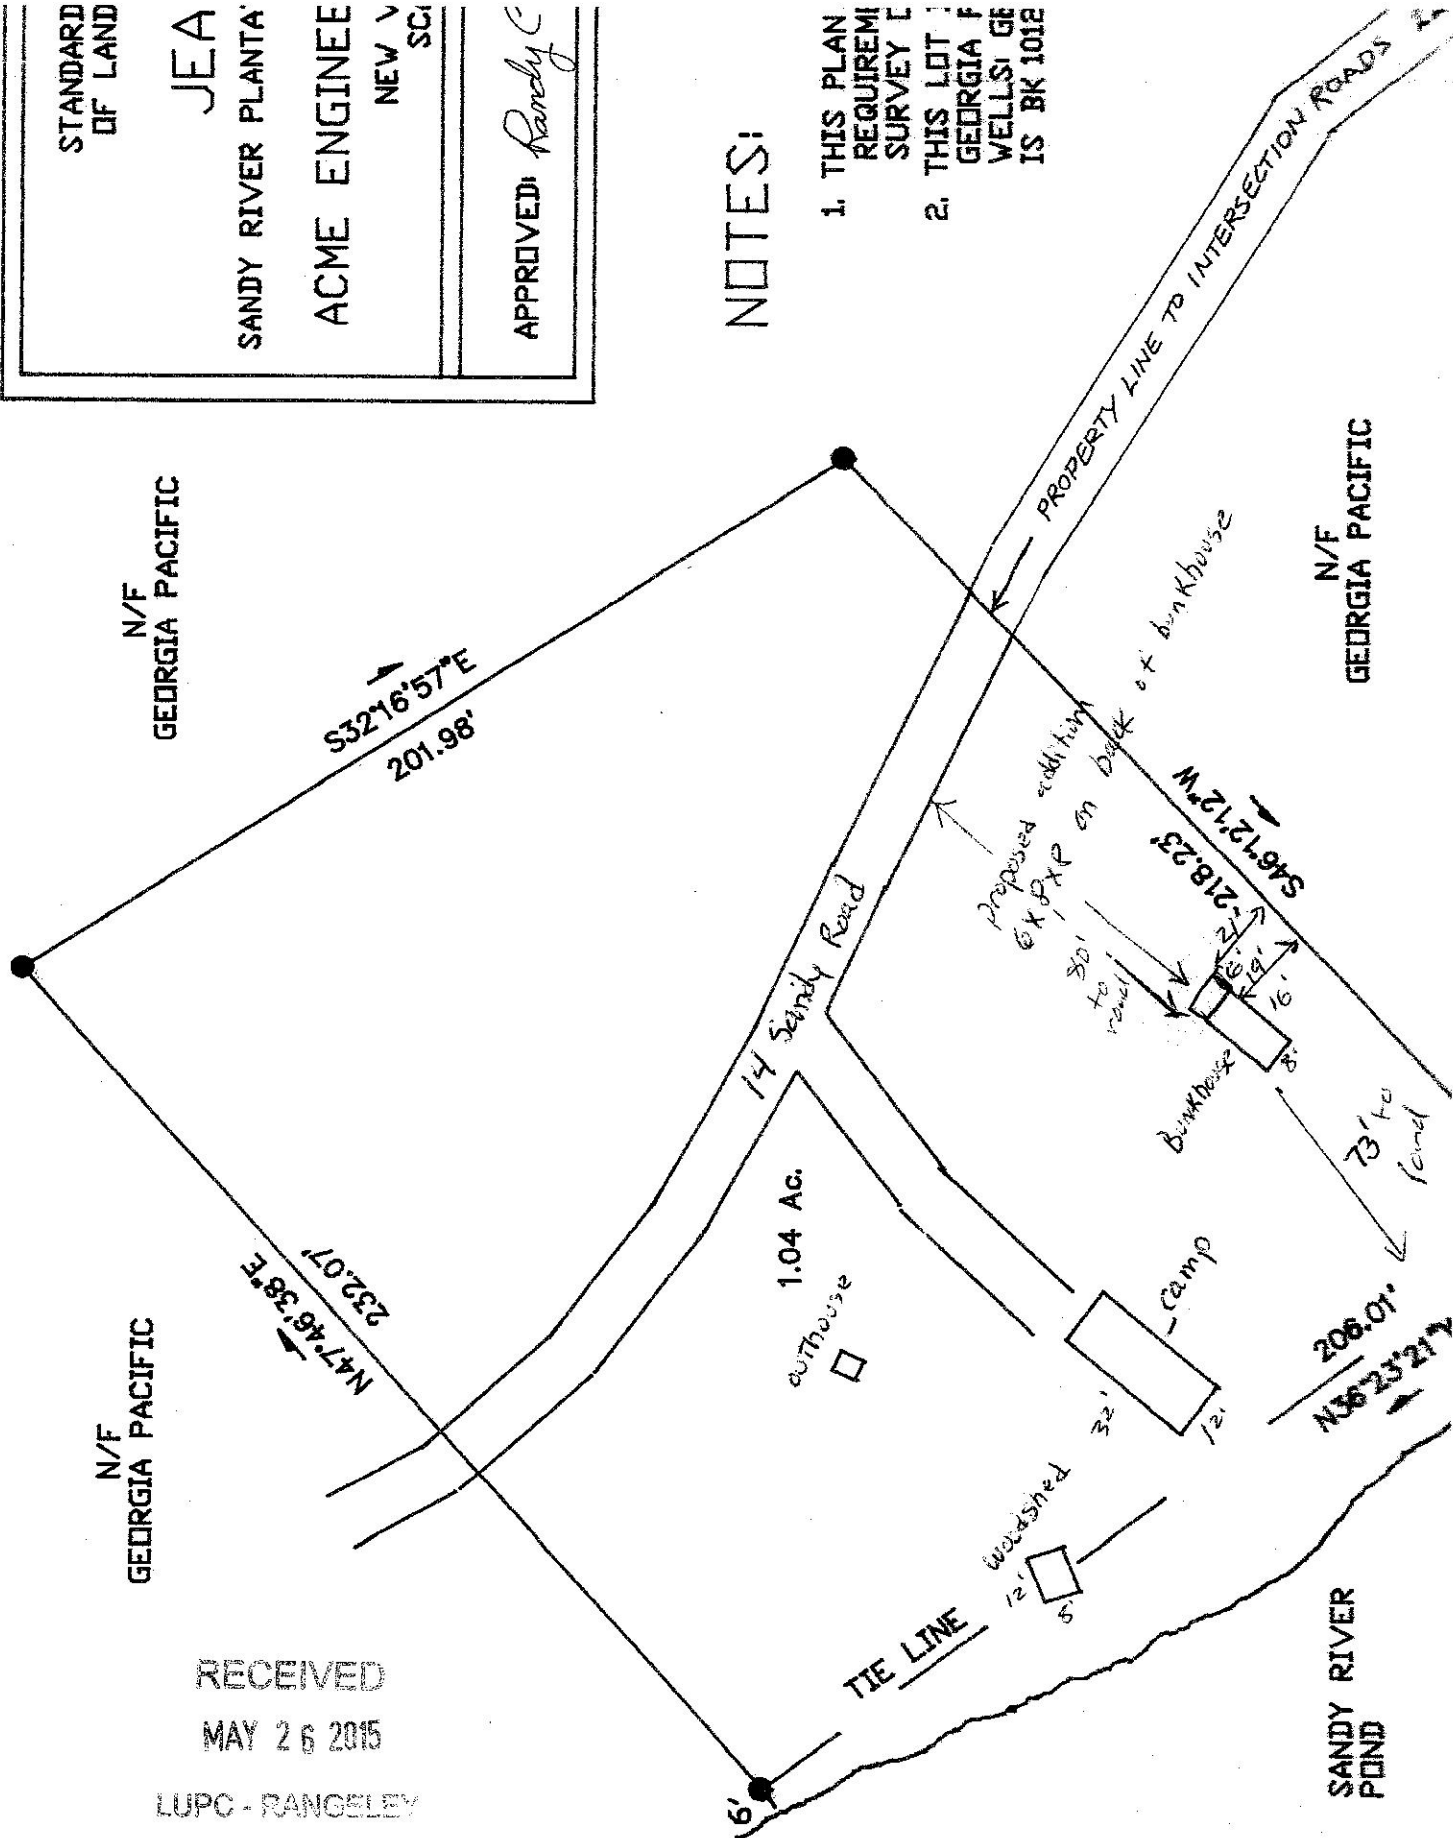 STANDARD
OF LAND
JEA
SANDY RIVER PLANTA
ACME ENGINEE
NEW
SC
APPROVED: Randy C
NOTES:
1. THIS PLAN
REQUIREM
SURVEY
2. THIS LOT
GEORGIA
WELLS: GE
IS BK 1012
N/F
GEORGIA PACIFIC
S32°16'57"E
201.98'
PROPERTY LINE TO INTERSECTION ROADS
N/F
GEORGIA PACIFIC
Proposed addition
6x8x8 on back of bunkhouse
80'
to
road
S46°12'12"W
218.23'
21'
8'
19'
16'
8'
Bunkhouse
73' to
Pond
14 Sandy Road
1.04 Ac.
outhouse
camp
32'
12'
N/F
GEORGIA PACIFIC
N47°46'38"E
232.07'
woodshed
12'
8'
TIE LINE
206.01'
N36°23'21"
6'
SANDY RIVER
POND
RECEIVED
MAY 26 2015
LUPC - RANGELEY